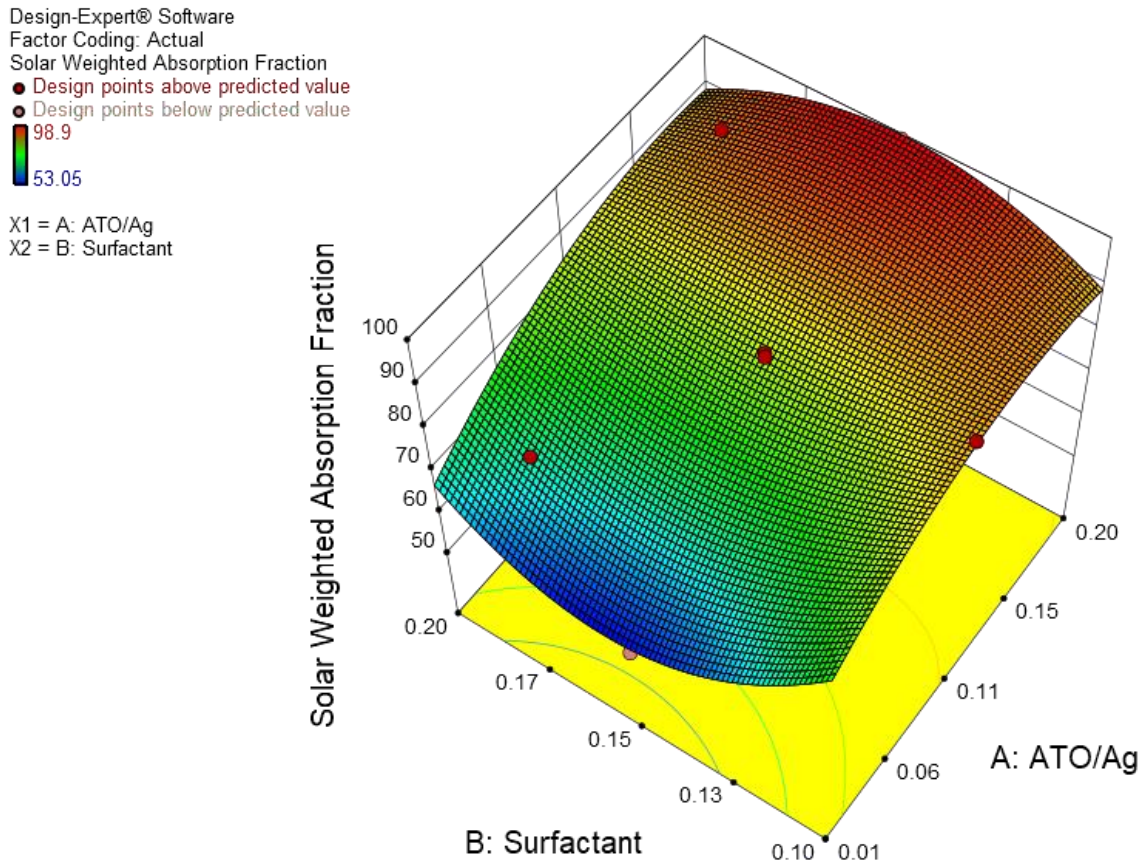 Design-Expert® Software
Factor Coding: Actual
Solar Weighted Absorption Fraction
Design points above predicted value
Design points below predicted value
98.9
53.05
X1 = A: ATO/Ag
X2 = B: Surfactant
Solar Weighted Absorption Fraction
100
90
80
70
60
50
0.20
0.17
0.15
0.13
0.10
B: Surfactant
0.01
0.06
0.11
0.15
0.20
A: ATO/Ag